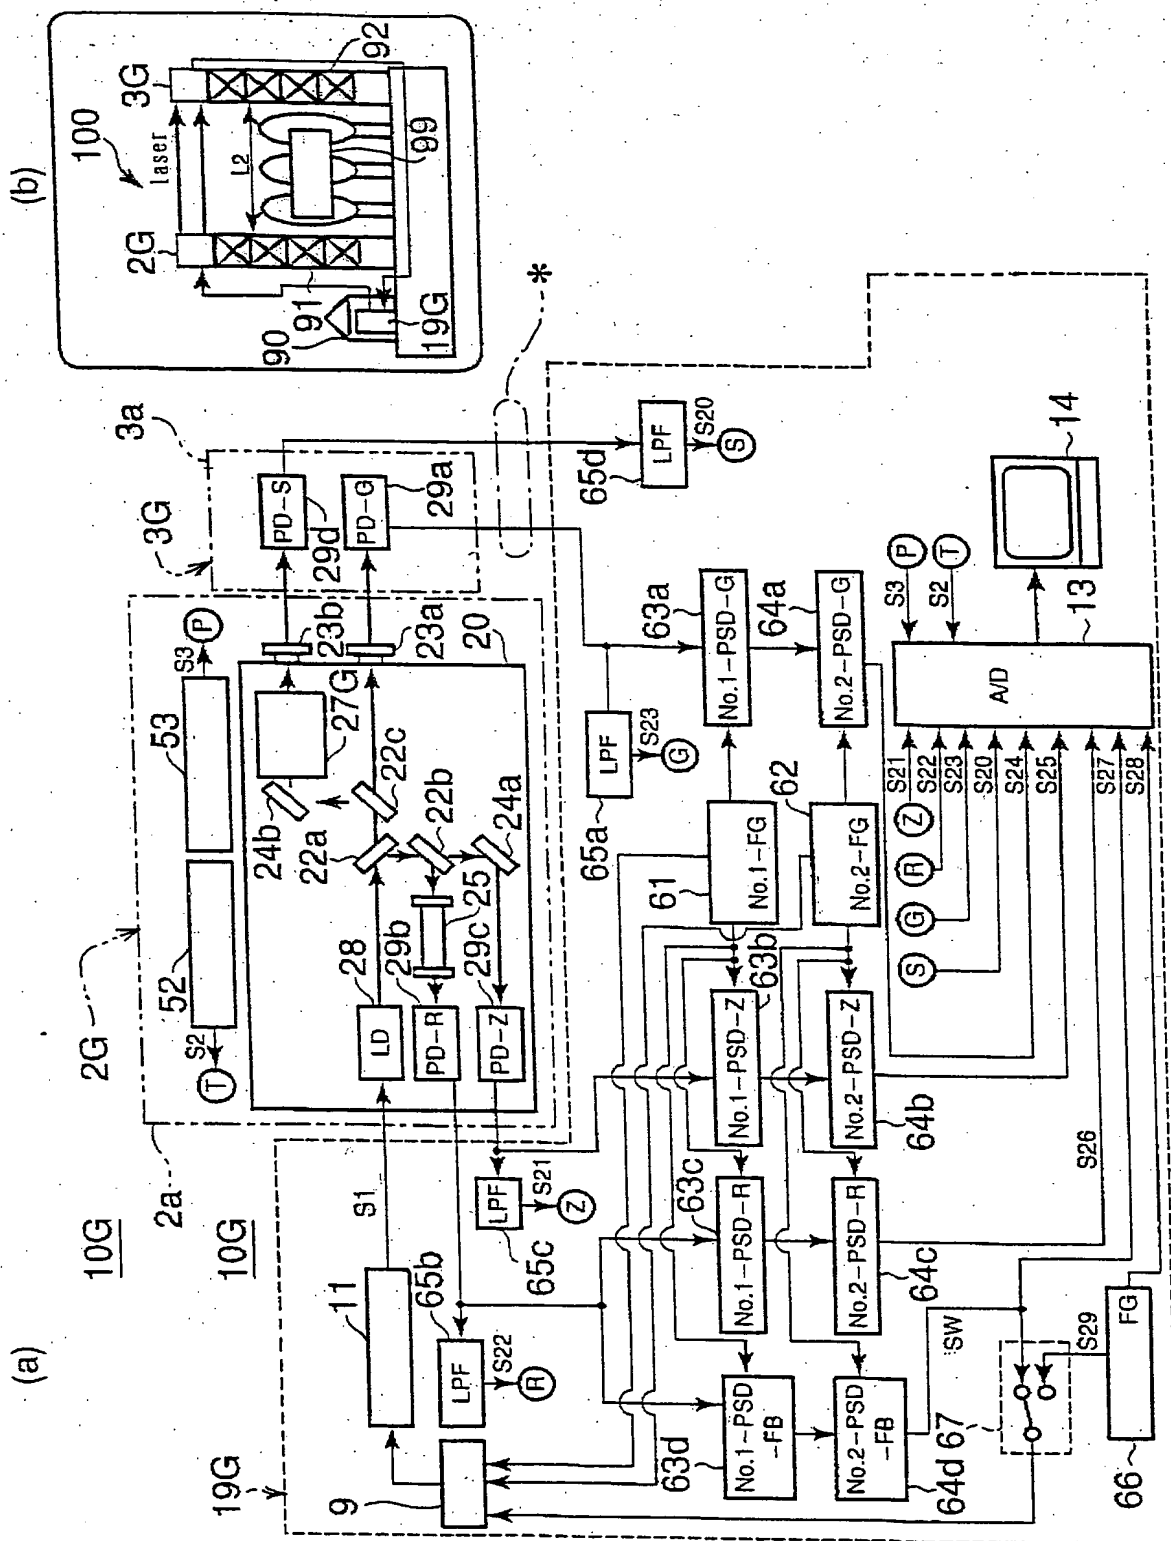 (a)
10G
10G
19G
9
11
S1
65b
LPF
S22
R
LPF
S21
Z
65c
2G
2a
52
S2
T
53
S3
P
28
LD
29b
PD-R
29c
PD-Z
25
24a
22a
22b
22c
24b
27G
23b
23a
20
3G
3a
PD-S
29d
PD-G
29a
*
65d
LPF
S20
S
65a
LPF
S23
G
63a
No.1-PSD-G
64a
No.2-PSD-G
61
No.1-FG
62
No.2-FG
63b
No.1-PSD-Z
No.2-PSD-Z
64b
63c
No.1-PSD-R
No.2-PSD-R
64c
63d
No.1-PSD
-FB
No.2-PSD
-FB
64d
SW
67
S29
FG
66
S26
S
G
R
Z
S21
S22
S23
S20
S24
S25
S27
S28
A/D
13
S3
P
S2
T
14
(b)
100
laser
2G
3G
L2
92
99
91
90
19G